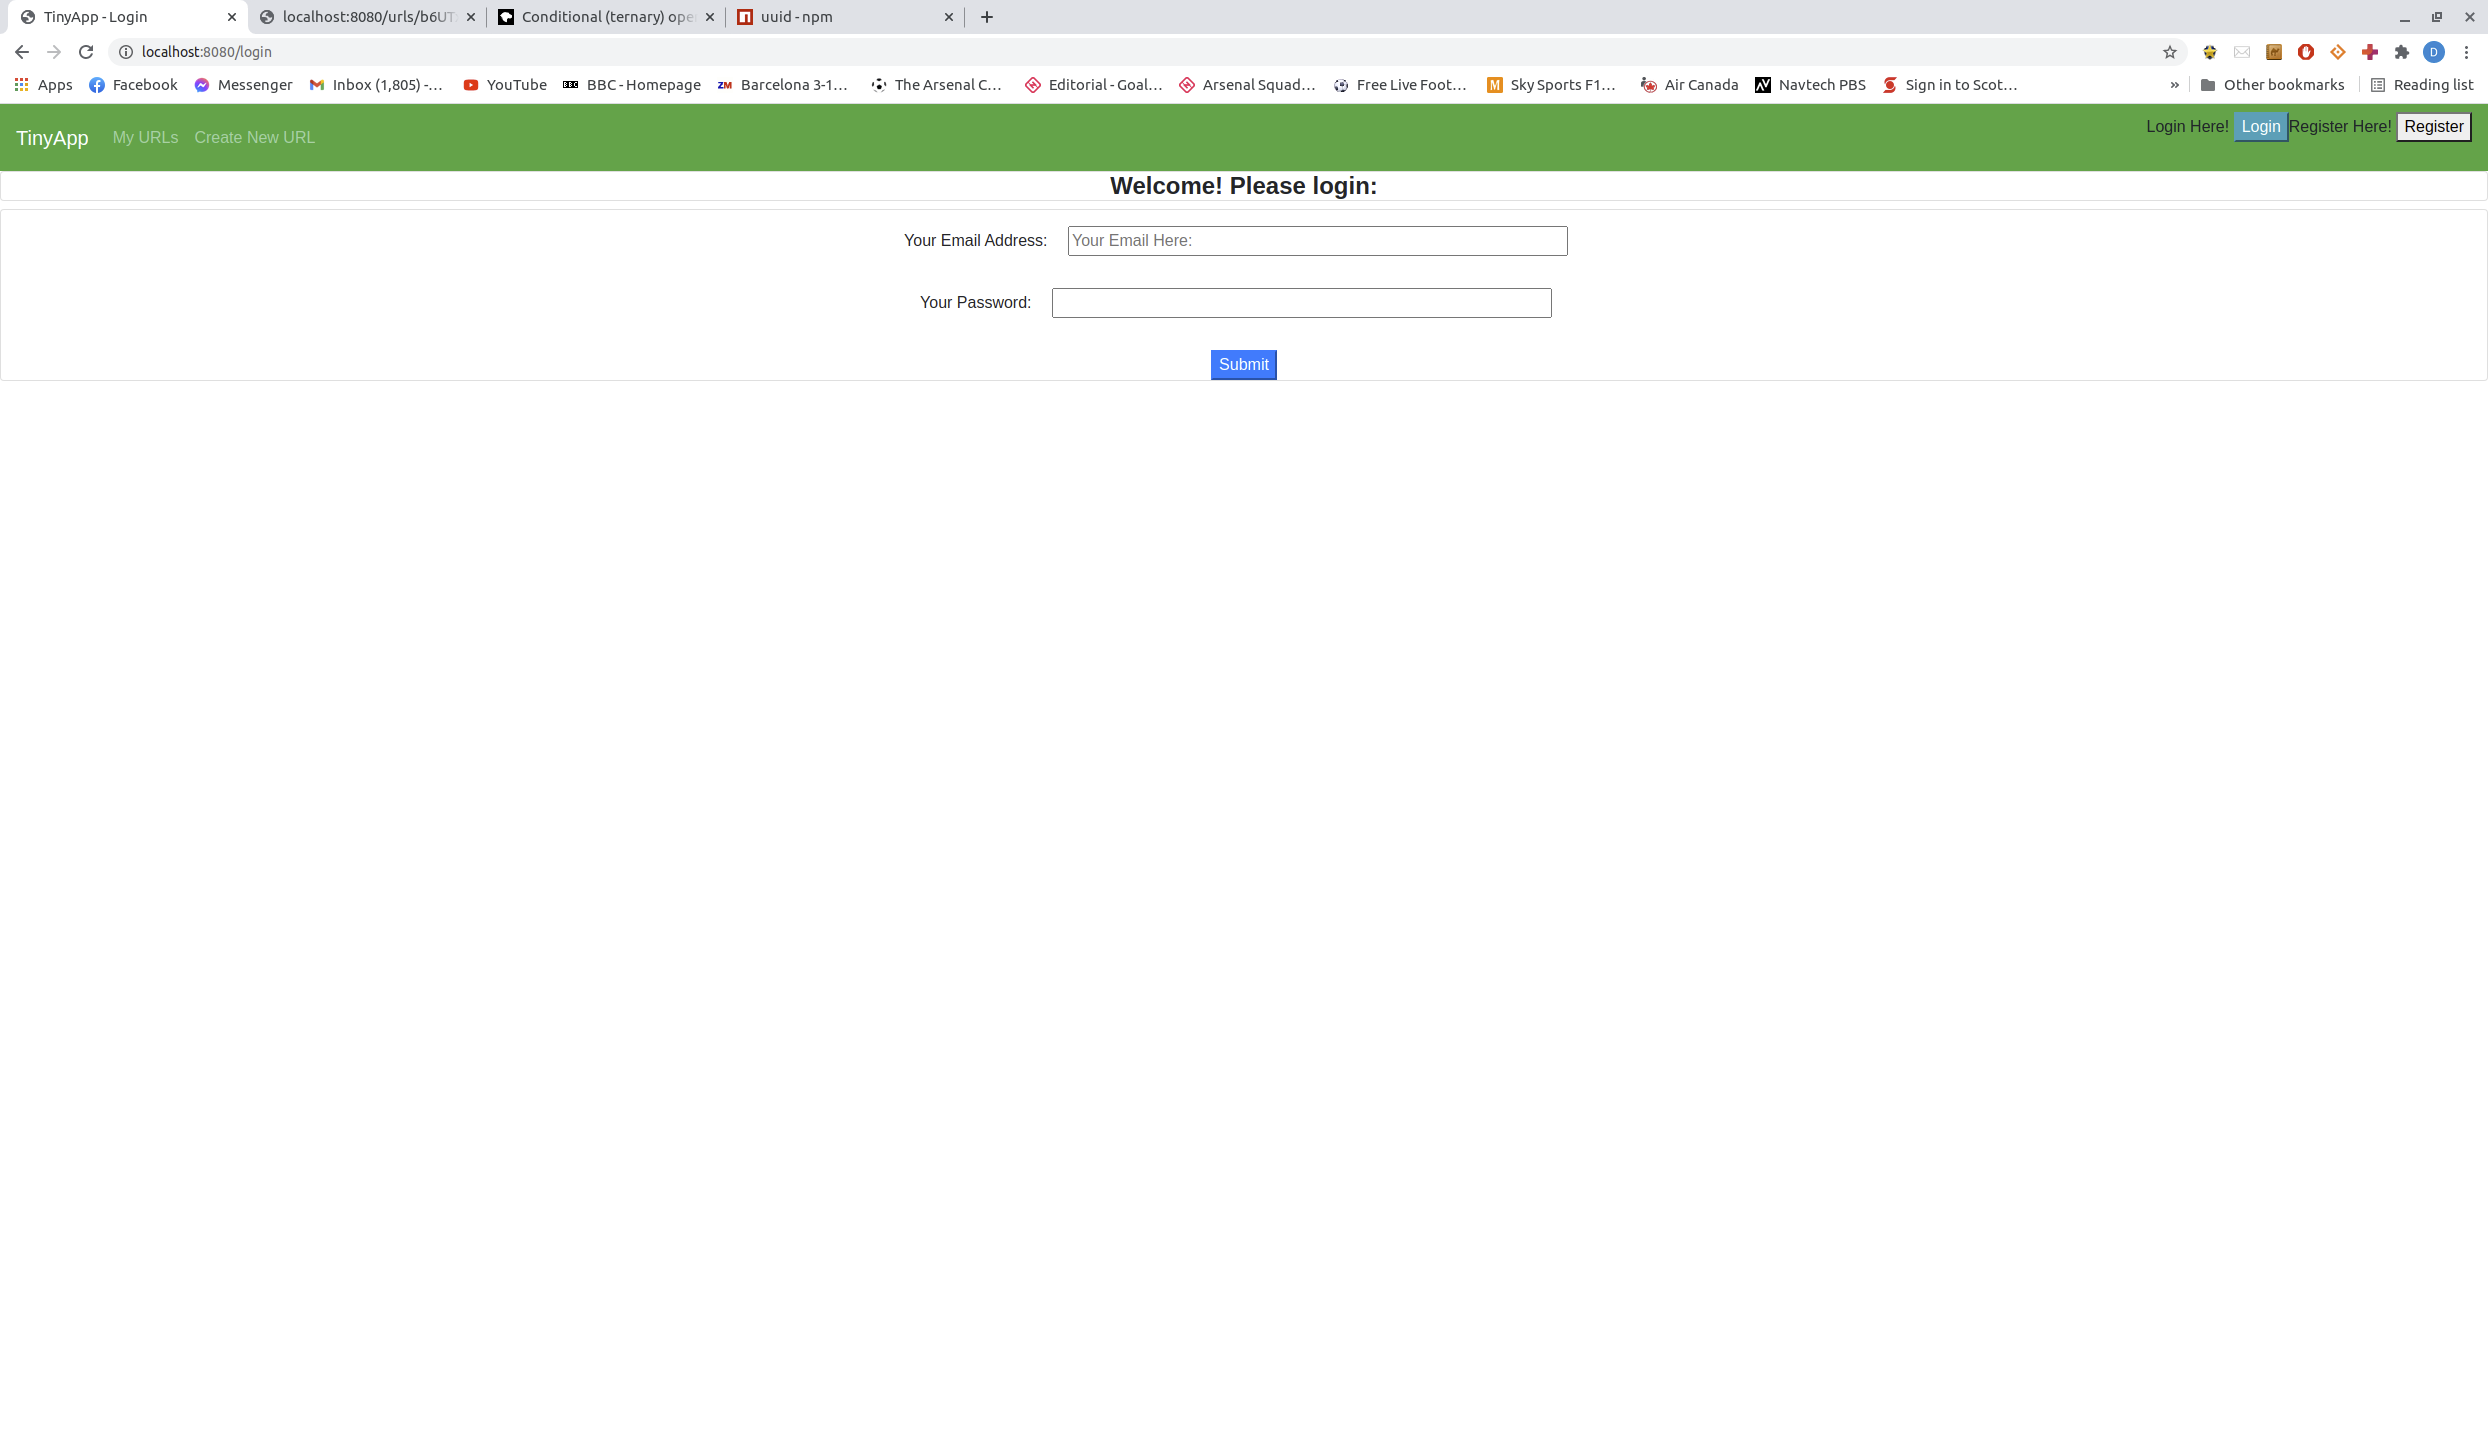 TinyApp - Login
localhost:8080/urls/b6UT
Conditional (ternary) ope
uuid - npm
localhost:8080/login
Apps Facebook Messenger Inbox (1,805) -... YouTube BBC - Homepage Barcelona 3-1... The Arsenal C... Editorial - Goal... Arsenal Squad... Free Live Foot... Sky Sports F1... Air Canada Navtech PBS Sign in to Scot... » Other bookmarks Reading list
TinyApp My URLs Create New URL Login Here! Login Register Here! Register
Welcome! Please login:
Your Email Address: Your Email Here:
Your Password:
Submit